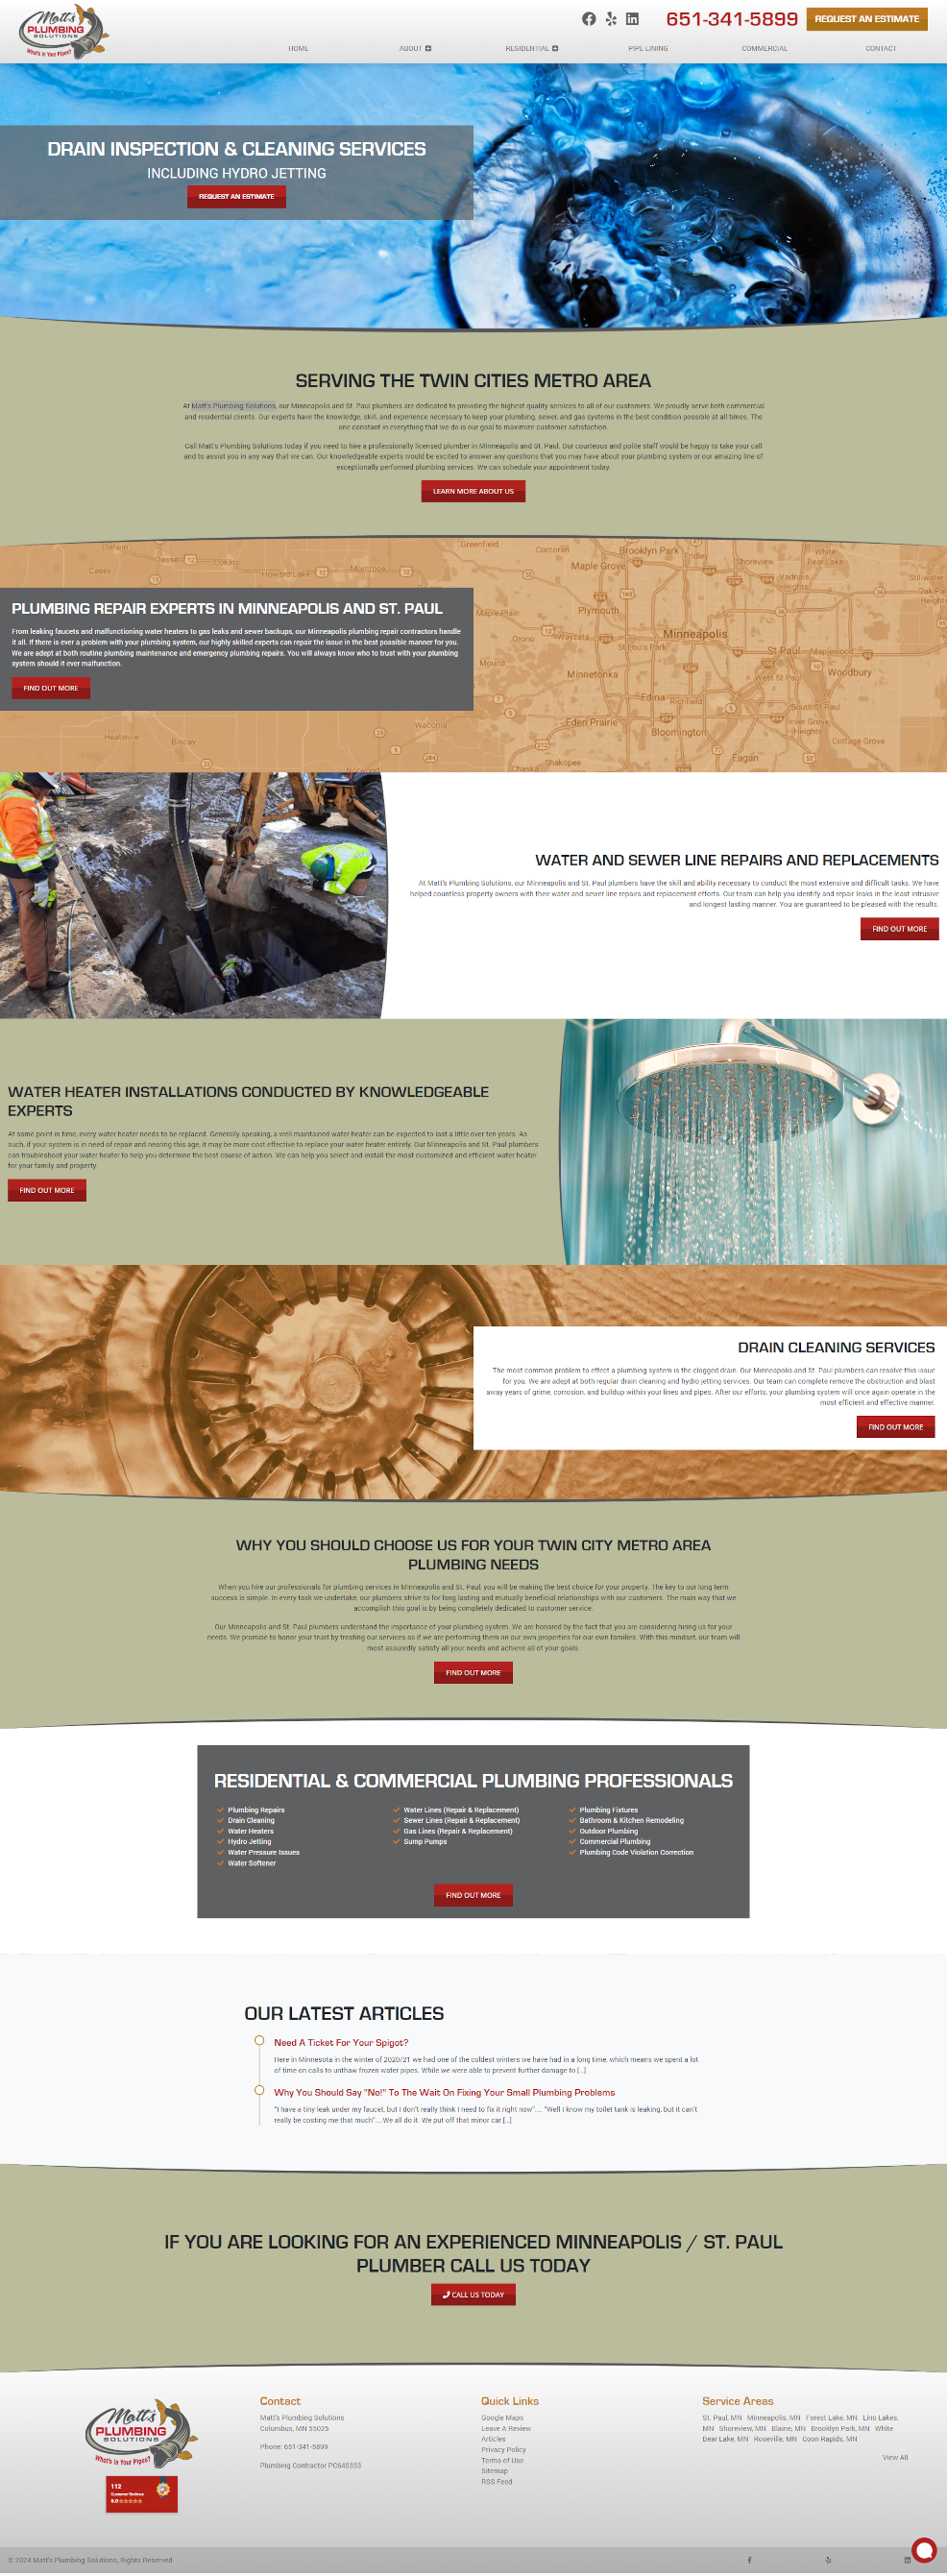 Matt's
PLUMBING
SOLUTIONS
What's In Your Pipes?
651-341-5899
REQUEST AN ESTIMATE
HOME
ABOUT
RESIDENTIAL
PIPE LINING
COMMERCIAL
CONTACT
DRAIN INSPECTION & CLEANING SERVICES
INCLUDING HYDRO JETTING
REQUEST AN ESTIMATE
SERVING THE TWIN CITIES METRO AREA
At Matt's Plumbing Solutions, our Minneapolis and St. Paul plumbers are dedicated to providing the highest quality services to all of our customers. We proudly serve both commercial
and residential clients. Our experts have the knowledge, skill, and experience necessary to keep your plumbing, sewer, and gas systems in the best condition possible at all times. The
one constant in everything that we do is our goal to maximize customer satisfaction.
Call Matt's Plumbing Solutions today if you need to hire a professionally licensed plumber in Minneapolis and St. Paul. Our courteous and polite staff would be happy to take your call
and to assist you in any way that we can. Our knowledgeable experts would be excited to answer any questions that you may have about your plumbing system or our amazing line of
exceptionally performed plumbing services. We can schedule your appointment today.
LEARN MORE ABOUT US
Darwin
Casey
Dassel
Cokato
Howard Lake
Montrose
Greenfield
Corcoran
Maple Grove
Brooklyn Park
Fridley
Shoreview
White
Bear Lake
Vadnais
Heights
Stillwater
Oak Park
Heights
Maple Plain
Plymouth
Orono
Wayzata
St Louis Park
Minneapolis
St Paul
Maplewood
Mound
Minnetonka
West St Paul
Woodbury
Edina
Richfield
South St Paul
Eden Prairie
Bloomington
Inver Grove
Heights
Cottage Grove
Eagan
Shakopee
Chaska
Waconia
Norwood
Heatwole
Biscay
PLUMBING REPAIR EXPERTS IN MINNEAPOLIS AND ST. PAUL
From leaking faucets and malfunctioning water heaters to gas leaks and sewer backups, our Minneapolis plumbing repair contractors handle
it all. If there is ever a problem with your plumbing system, our highly skilled experts can repair the issue in the best possible manner for you.
We are adept at both routine plumbing maintenance and emergency plumbing repairs. You will always know who to trust with your plumbing
system should it ever malfunction.
FIND OUT MORE
WATER AND SEWER LINE REPAIRS AND REPLACEMENTS
At Matt's Plumbing Solutions, our Minneapolis and St. Paul plumbers have the skill and ability necessary to conduct the most extensive and difficult tasks. We have
helped countless property owners with their water and sewer line repairs and replacement efforts. Our team can help you identify and repair leaks in the least intrusive
and longest lasting manner. You are guaranteed to be pleased with the results.
FIND OUT MORE
WATER HEATER INSTALLATIONS CONDUCTED BY KNOWLEDGEABLE
EXPERTS
At some point in time, every water heater needs to be replaced. Generally speaking, a well maintained water heater can be expected to last a little over ten years. As
such, if your system is in need of repair and nearing this age, it may be more cost effective to replace your water heater entirely. Our Minneapolis and St. Paul plumbers
can troubleshoot your water heater to help you determine the best course of action. We can help you select and install the most customized and efficient water heater
for your family and property.
FIND OUT MORE
DRAIN CLEANING SERVICES
The most common problem to effect a plumbing system is the clogged drain. Our Minneapolis and St. Paul plumbers can resolve this issue
for you. We are adept at both regular drain cleaning and hydro jetting services. Our team can complete remove the obstruction and blast
away years of grime, corrosion, and buildup within your lines and pipes. After our efforts, your plumbing system will once again operate in the
most efficient and effective manner.
FIND OUT MORE
WHY YOU SHOULD CHOOSE US FOR YOUR TWIN CITY METRO AREA
PLUMBING NEEDS
When you hire our professionals for plumbing services in Minneapolis and St. Paul, you will be making the best choice for your property. The key to our long term
success is simple. In every task we undertake, our plumbers strive to for long lasting and mutually beneficial relationships with our customers. The main way that we
accomplish this goal is by being completely dedicated to customer service.
Our Minneapolis and St. Paul plumbers understand the importance of your plumbing system. We are honored by the fact that you are considering hiring us for your
needs. We promise to honor your trust by treating our services as if we are performing them on our own properties for our own families. With this mindset, our team will
most assuredly satisfy all your needs and achieve all of your goals.
FIND OUT MORE
RESIDENTIAL & COMMERCIAL PLUMBING PROFESSIONALS
Plumbing Repairs
Drain Cleaning
Water Heaters
Hydro Jetting
Water Pressure Issues
Water Softener
Water Lines (Repair & Replacement)
Sewer Lines (Repair & Replacement)
Gas Lines (Repair & Replacement)
Sump Pumps
Plumbing Fixtures
Bathroom & Kitchen Remodeling
Outdoor Plumbing
Commercial Plumbing
Plumbing Code Violation Correction
FIND OUT MORE
OUR LATEST ARTICLES
Need A Ticket For Your Spigot?
Here in Minnesota in the winter of 2020/21 we had one of the coldest winters we have had in a long time, which means we spent a lot
of time on calls to unthaw frozen water pipes. While we were able to prevent further damage to [...]
Why You Should Say "No!" To The Wait On Fixing Your Small Plumbing Problems
"I have a tiny leak under my faucet, but I don't really think I need to fix it right now".... "Well I know my toilet tank is leaking, but it can't
really be costing me that much"....We all do it. We put off that minor car [...]
IF YOU ARE LOOKING FOR AN EXPERIENCED MINNEAPOLIS / ST. PAUL
PLUMBER CALL US TODAY
CALL US TODAY
Matt's
PLUMBING
SOLUTIONS
What's In Your Pipes?
112
Customer Reviews
5.0
Contact
Matt's Plumbing Solutions
Columbus, MN 55025
Phone: 651-341-5899
Plumbing Contractor PC645353
Quick Links
Google Maps
Leave A Review
Articles
Privacy Policy
Terms of Use
Sitemap
RSS Feed
Service Areas
St. Paul, MN Minneapolis, MN Forest Lake, MN Lino Lakes,
MN Shoreview, MN Blaine, MN Brooklyn Park, MN White
Bear Lake, MN Roseville, MN Coon Rapids, MN
View All
© 2024 Matt's Plumbing Solutions, Rights Reserved